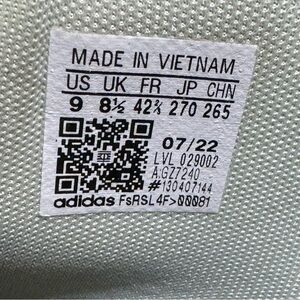 MADE IN VIETNAM
US UK FR JP CHN
9 8½ 42⅔ 270 265
07/22
LVL 029002
A.GZ7240
#130407144
adidas FsRSL4F>00081